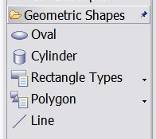 Geometric Shapes
Oval
Cylinder
Rectangle Types
Polygon
Line